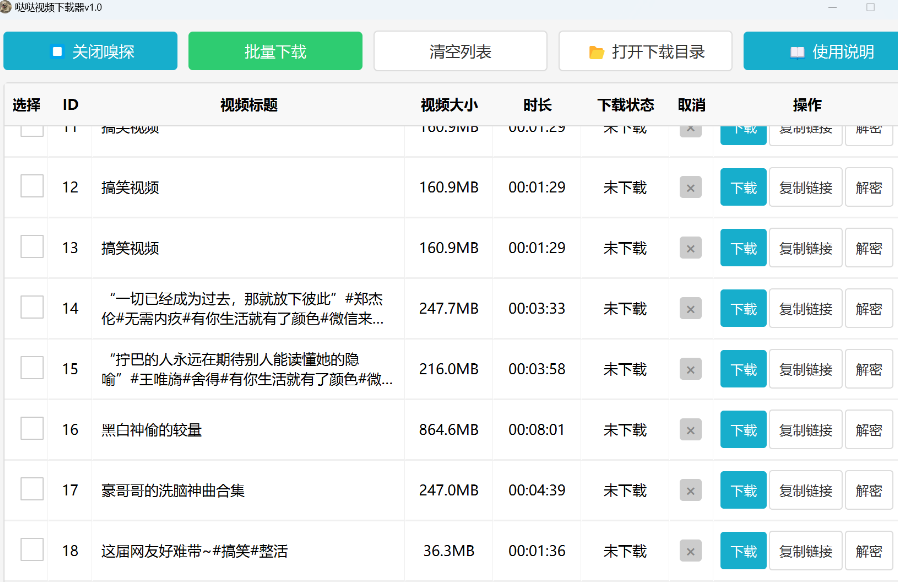 哒哒视频下载器v1.0
关闭嗅探 批量下载 清空列表 打开下载目录 使用说明
选择 ID 视频标题 视频大小 时长 下载状态 取消 操作
11 搞笑视频 160.9MB 00:01:29 未下载 × 下载 复制链接 解密
12 搞笑视频 160.9MB 00:01:29 未下载 × 下载 复制链接 解密
13 搞笑视频 160.9MB 00:01:29 未下载 × 下载 复制链接 解密
14 “一切已经成为过去，那就放下彼此”#郑杰
伦#无需内疚#有你生活就有了颜色#微信来... 247.7MB 00:03:33 未下载 × 下载 复制链接 解密
15 “拧巴的人永远在期待别人能读懂她的隐
喻”#王唯旖#舍得#有你生活就有了颜色#微... 216.0MB 00:03:58 未下载 × 下载 复制链接 解密
16 黑白神偷的较量 864.6MB 00:08:01 未下载 × 下载 复制链接 解密
17 豪哥哥的洗脑神曲合集 247.0MB 00:04:39 未下载 × 下载 复制链接 解密
18 这届网友好难带~#搞笑#整活 36.3MB 00:01:36 未下载 × 下载 复制链接 解密